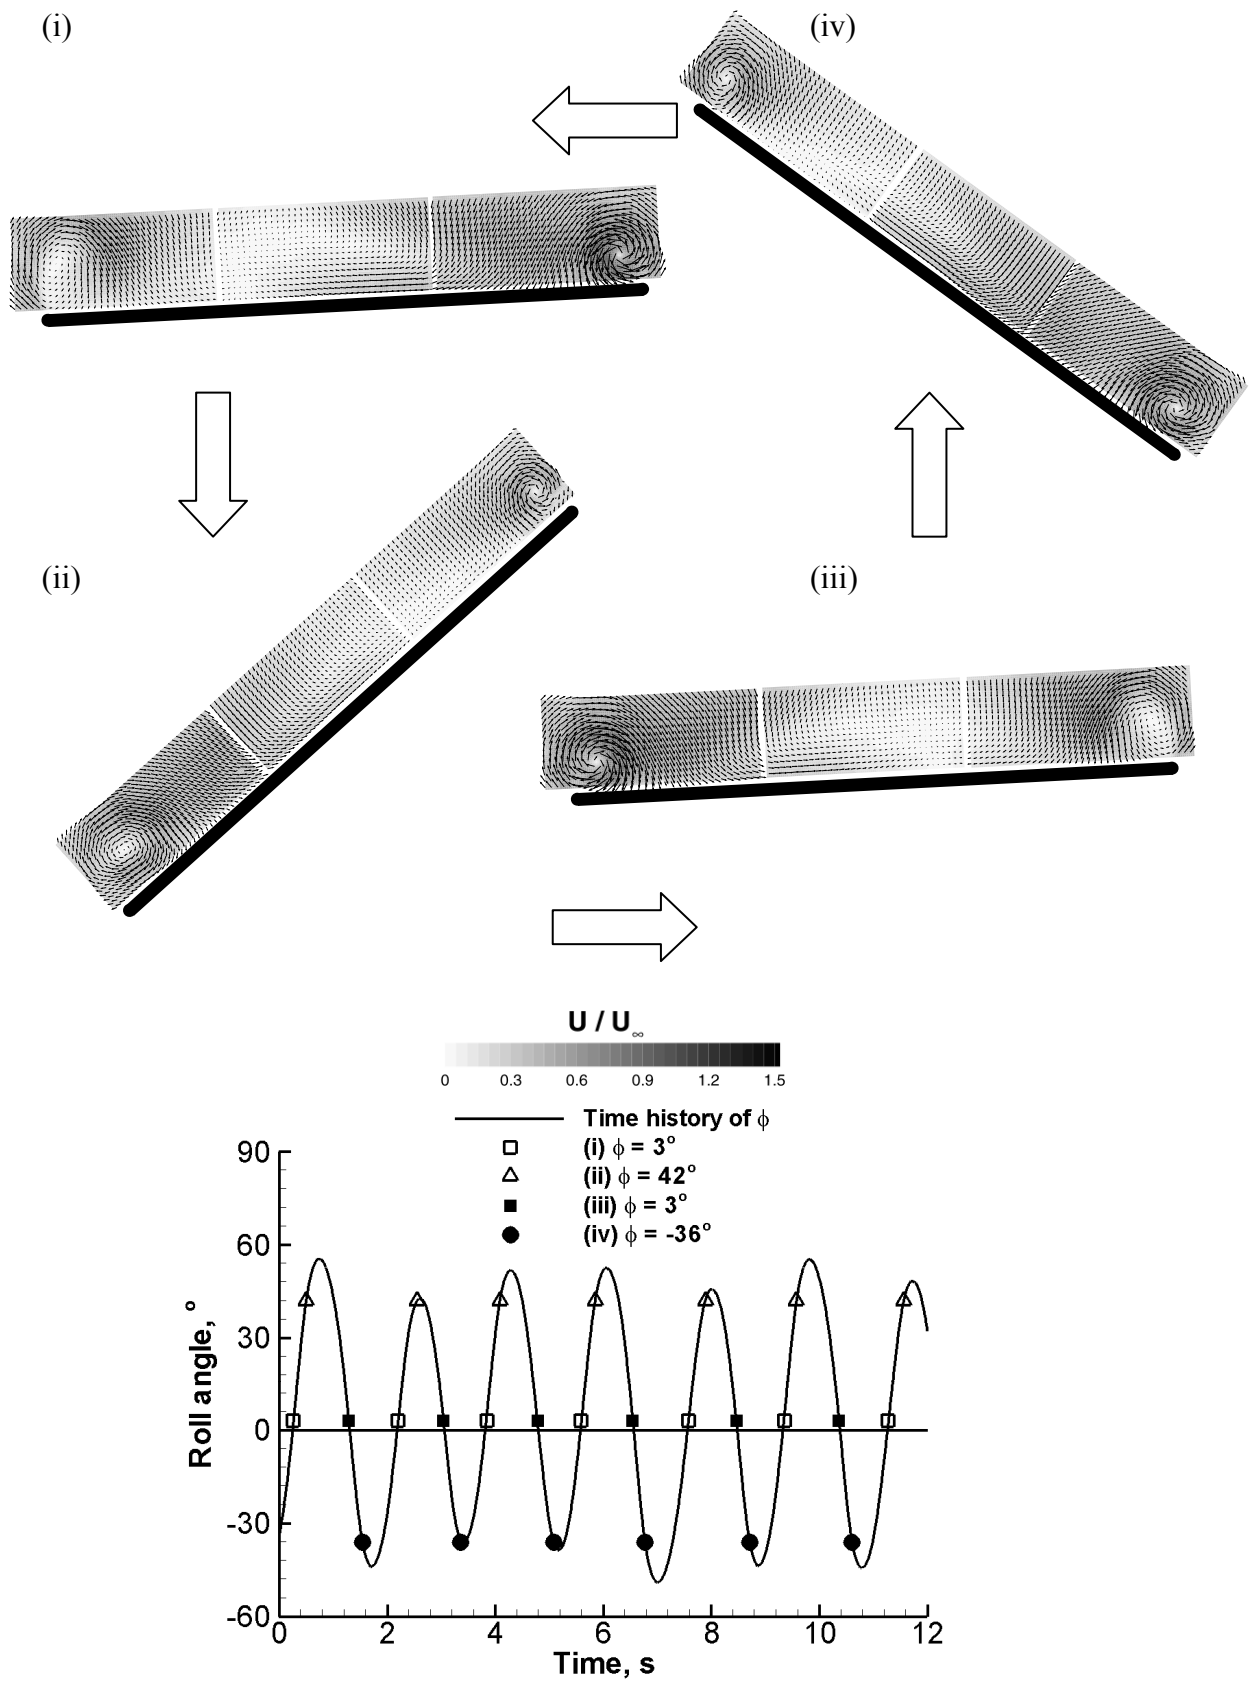 (i)
(iv)
(ii)
(iii)
U / U∞
0 0.3 0.6 0.9 1.2 1.5
Time history of ϕ
(i) ϕ = 3°
(ii) ϕ = 42°
(iii) ϕ = 3°
(iv) ϕ = -36°
90
60
30
0
-30
-60
Roll angle, °
0 2 4 6 8 10 12
Time, s